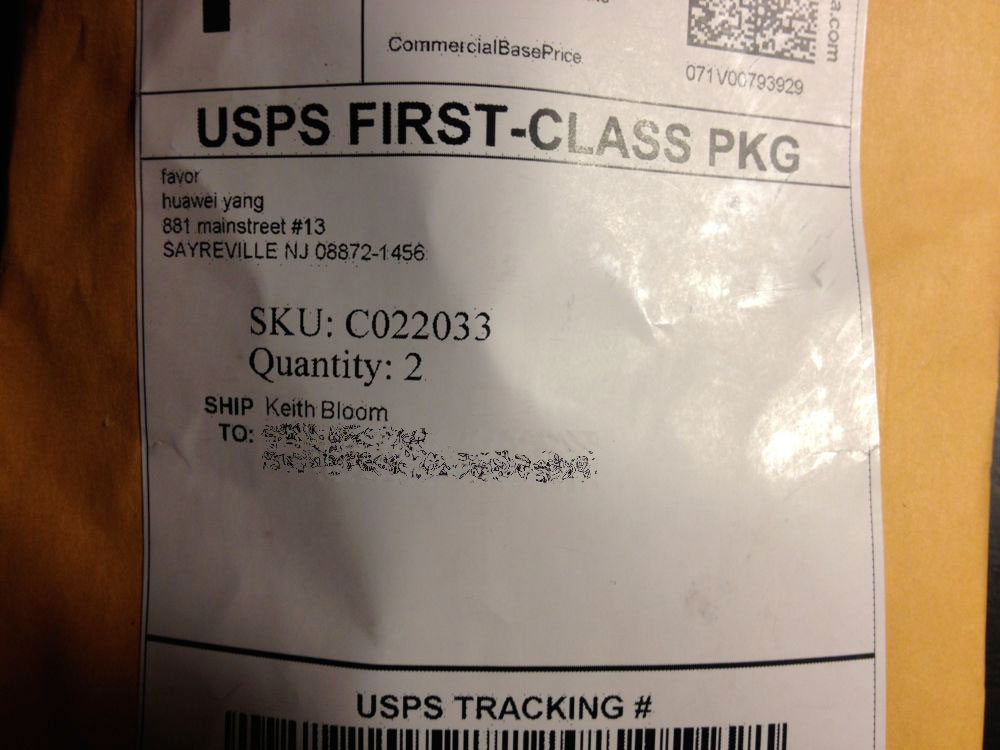 CommercialBasePrice
a.com
071V00793929
USPS FIRST-CLASS PKG
favor
huawei yang
881 mainstreet #13
SAYREVILLE NJ 08872-1456
SKU: C022033
Quantity: 2
SHIP Keith Bloom
TO:
USPS TRACKING #